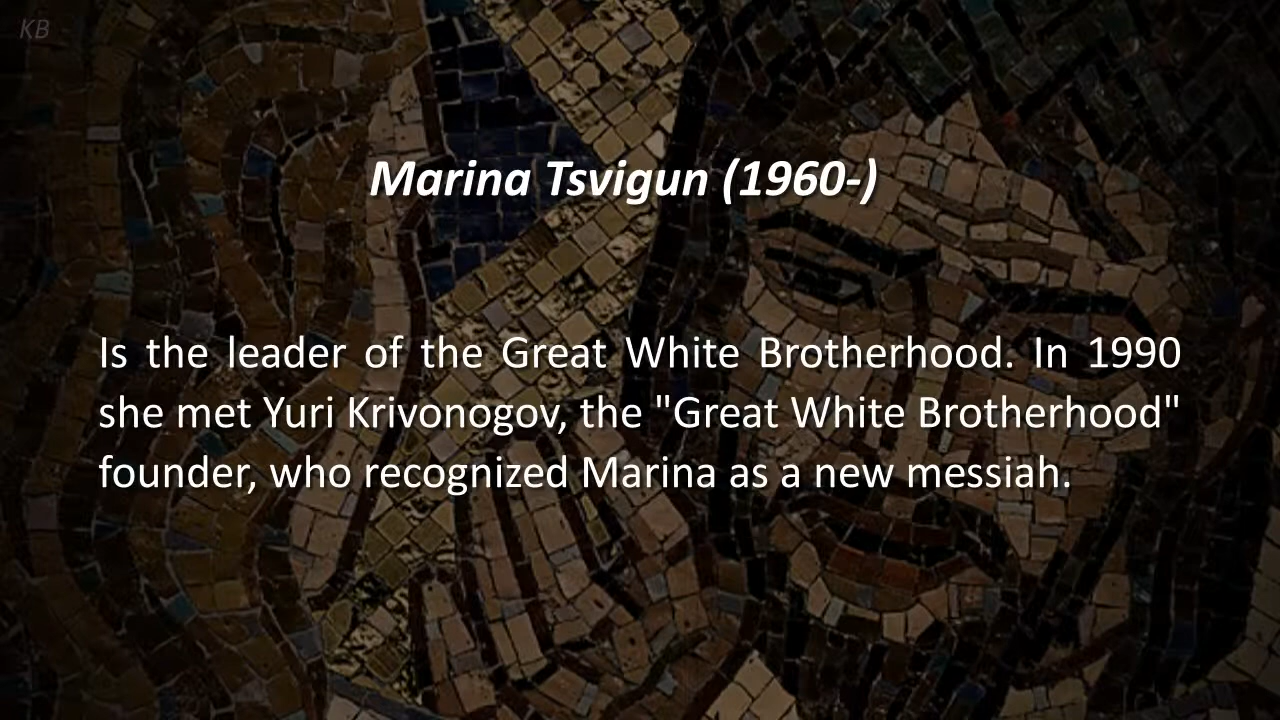 KB
Marina Tsvigun (1960-)
Is the leader of the Great White Brotherhood. In 1990
she met Yuri Krivonogov, the "Great White Brotherhood"
founder, who recognized Marina as a new messiah.